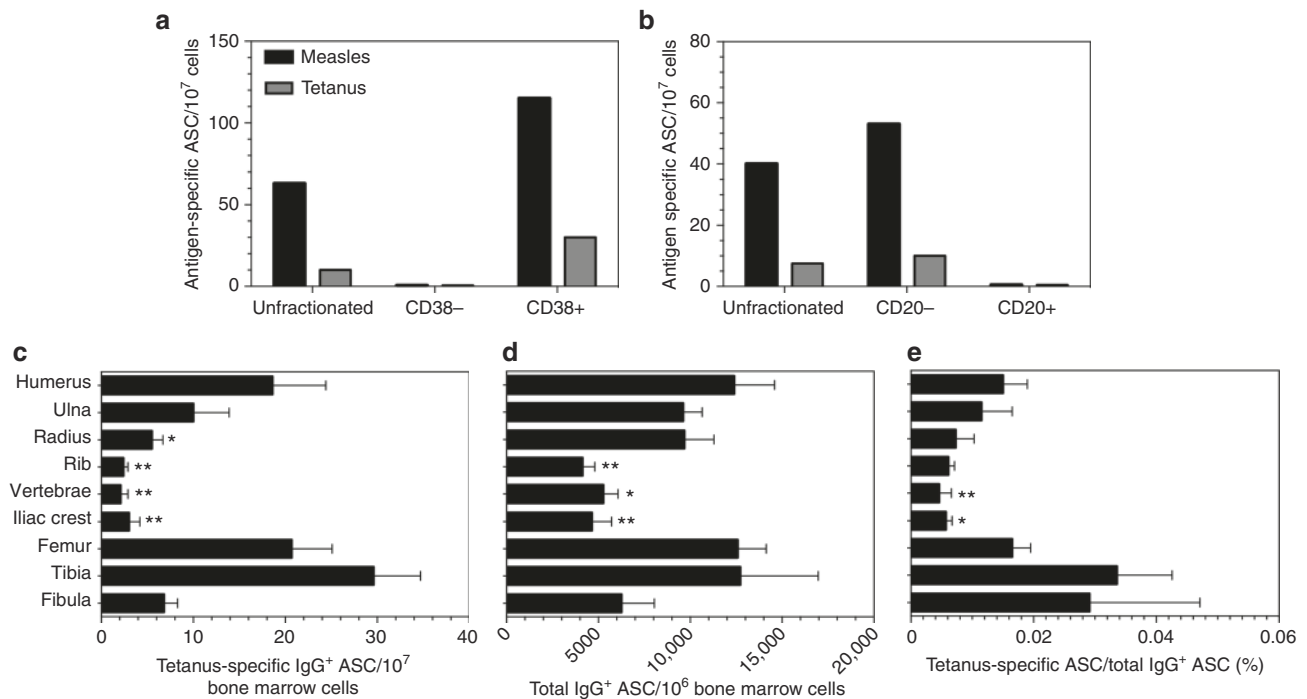 a
b
150
100
50
0
Antigen-specific ASC/10⁷ cells
Measles
Tetanus
Unfractionated
CD38–
CD38+
80
60
40
20
0
Antigen specific ASC/10⁷ cells
Unfractionated
CD20–
CD20+
c
d
e
Humerus
Ulna
Radius
Rib
Vertebrae
Iliac crest
Femur
Tibia
Fibula
*
**
**
**
0 10 20 30 40
Tetanus-specific IgG⁺ ASC/10⁷
bone marrow cells
**
*
**
0 5000 10,000 15,000 20,000
Total IgG⁺ ASC/10⁶ bone marrow cells
**
*
0 0.02 0.04 0.06
Tetanus-specific ASC/total IgG⁺ ASC (%)